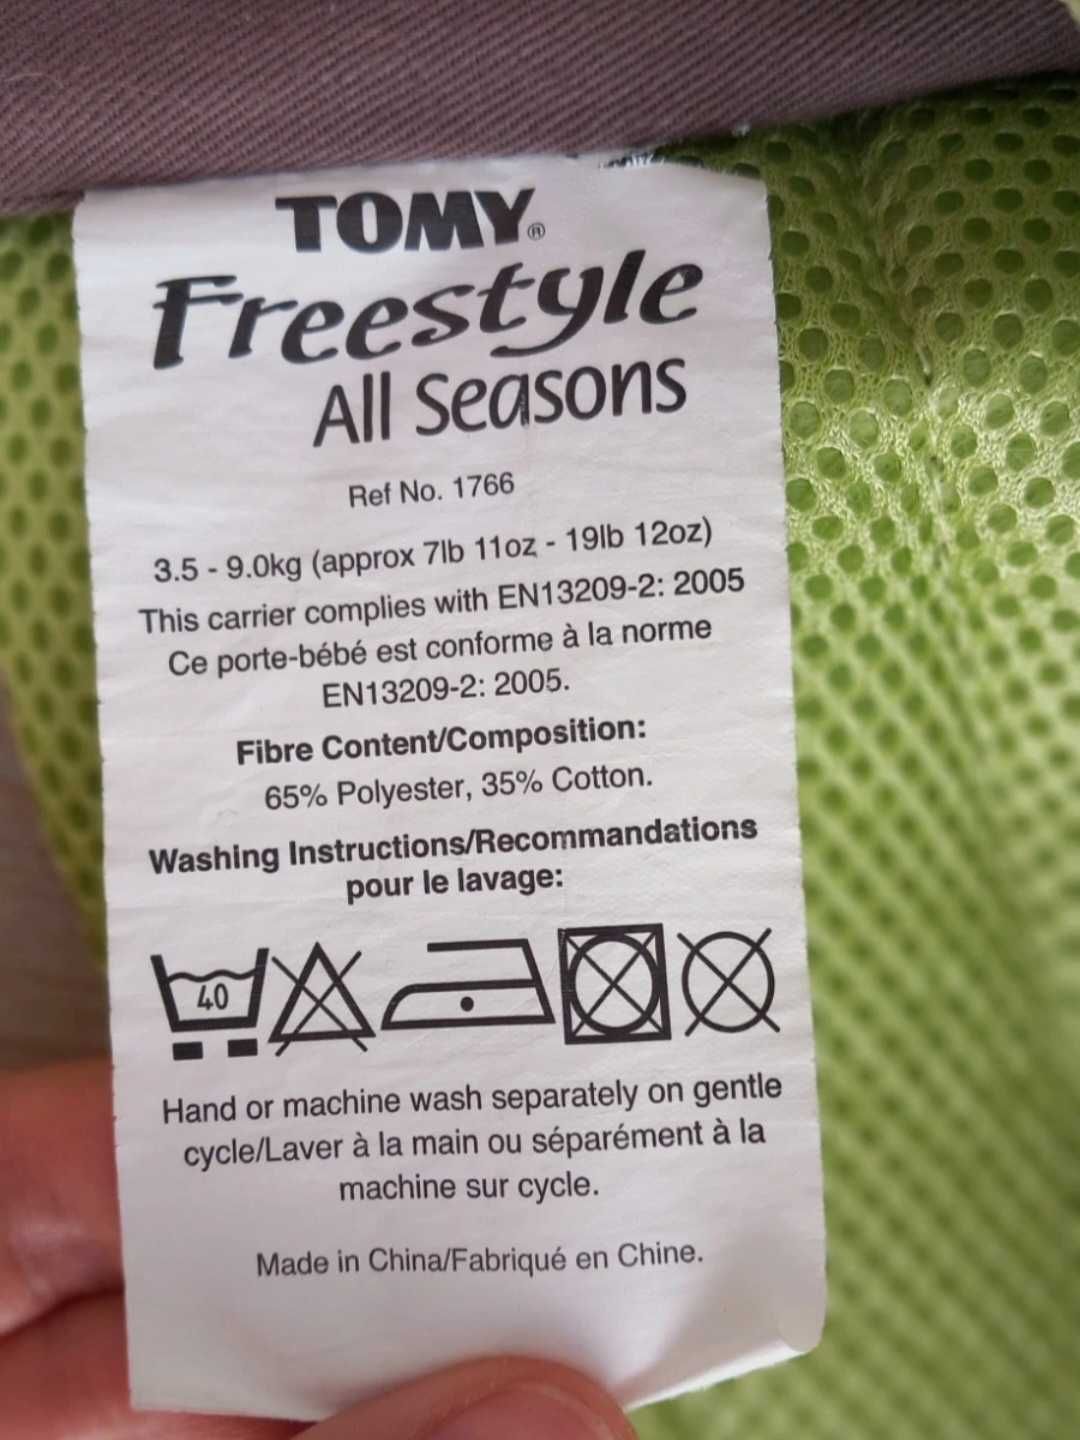 TOMY®
Freestyle
All Seasons
Ref No. 1766
3.5 - 9.0kg (approx 7lb 11oz - 19lb 12oz)
This carrier complies with EN13209-2: 2005
Ce porte-bébé est conforme à la norme
EN13209-2: 2005.
Fibre Content/Composition:
65% Polyester, 35% Cotton.
Washing Instructions/Recommandations
pour le lavage:
40
Hand or machine wash separately on gentle
cycle/Laver à la main ou séparément à la
machine sur cycle.
Made in China/Fabriqué en Chine.